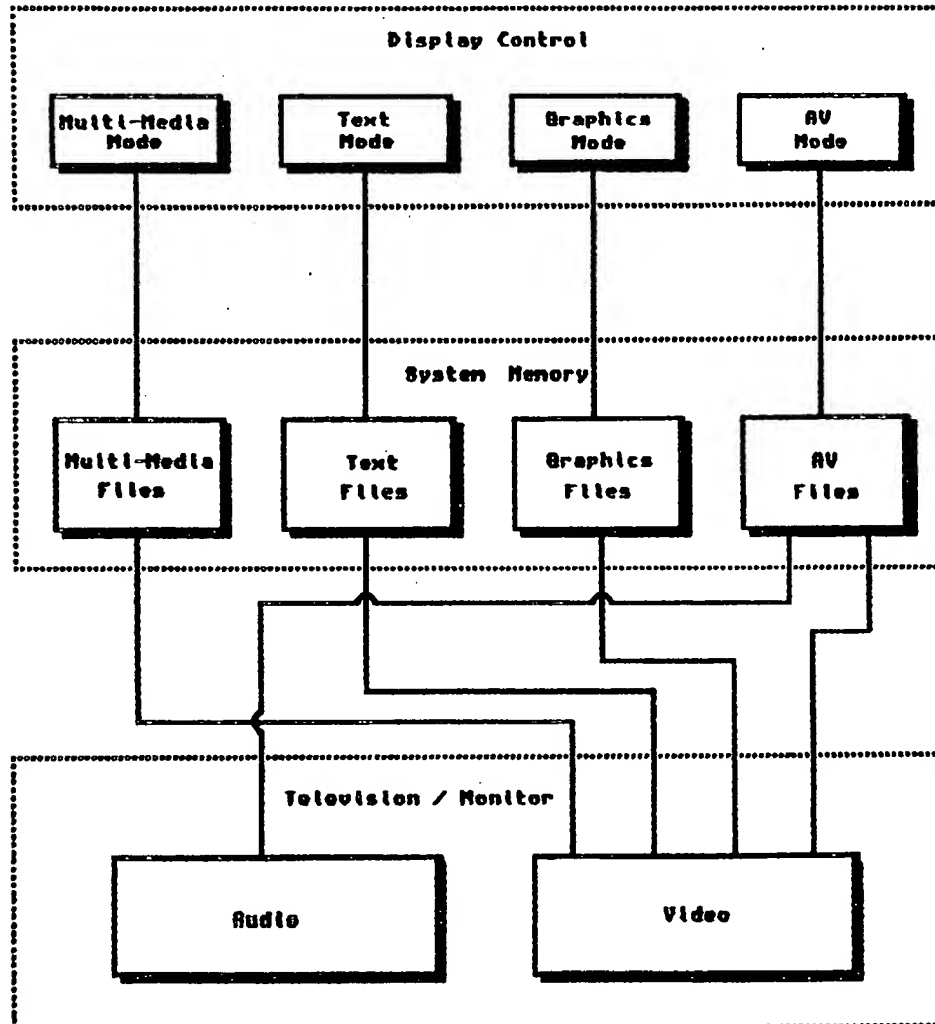 Display Control
Multi-Media
Mode
Text
Mode
Graphics
Mode
AV
Mode
System Memory
Multi-Media
Files
Text
Files
Graphics
Files
AV
Files
Television / Monitor
Audio
Video